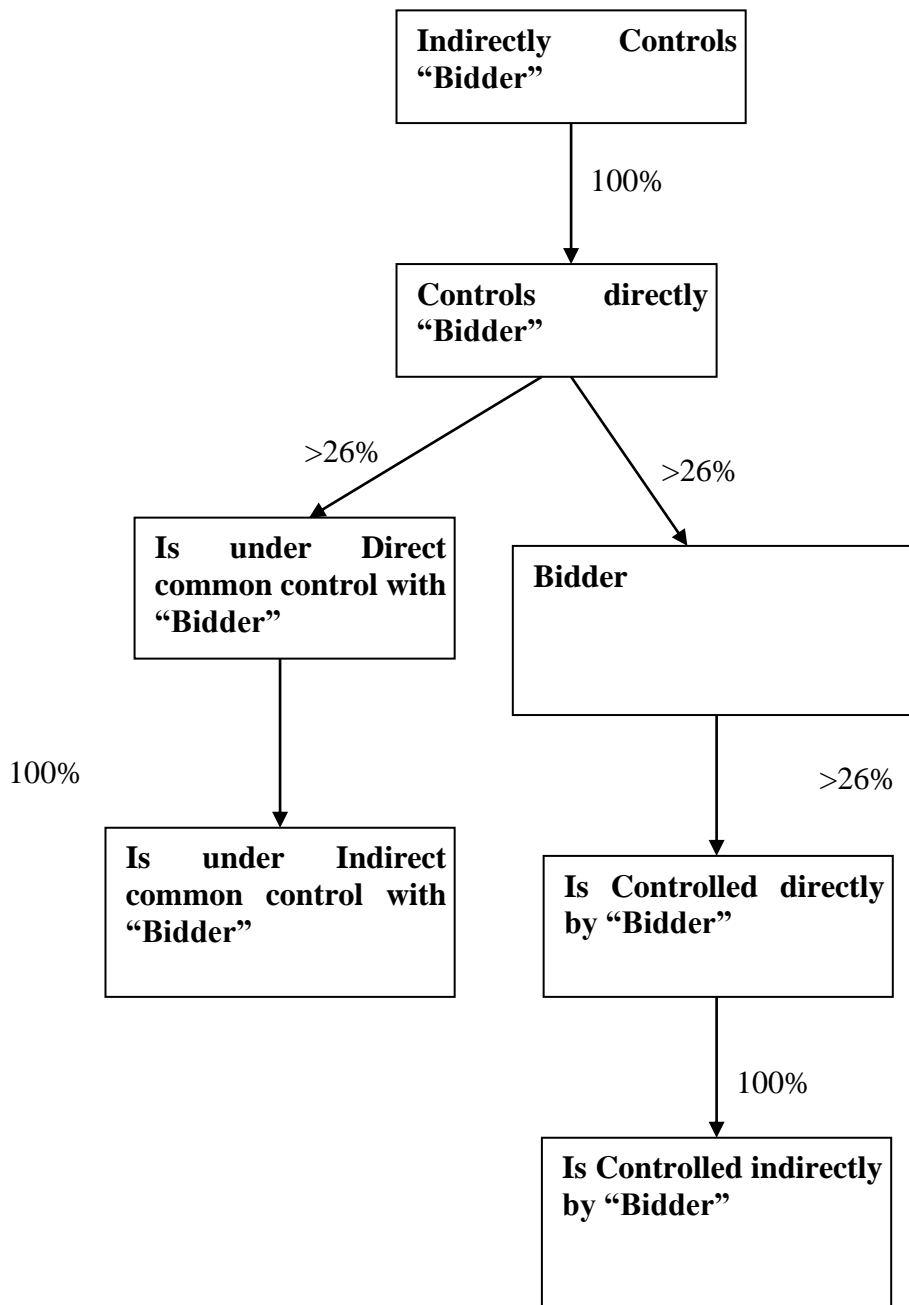 Indirectly Controls
“Bidder”
100%
Controls directly
“Bidder”
>26%
>26%
Is under Direct
common control with
“Bidder”
Bidder
100%
>26%
Is under Indirect
common control with
“Bidder”
Is Controlled directly
by “Bidder”
100%
Is Controlled indirectly
by “Bidder”